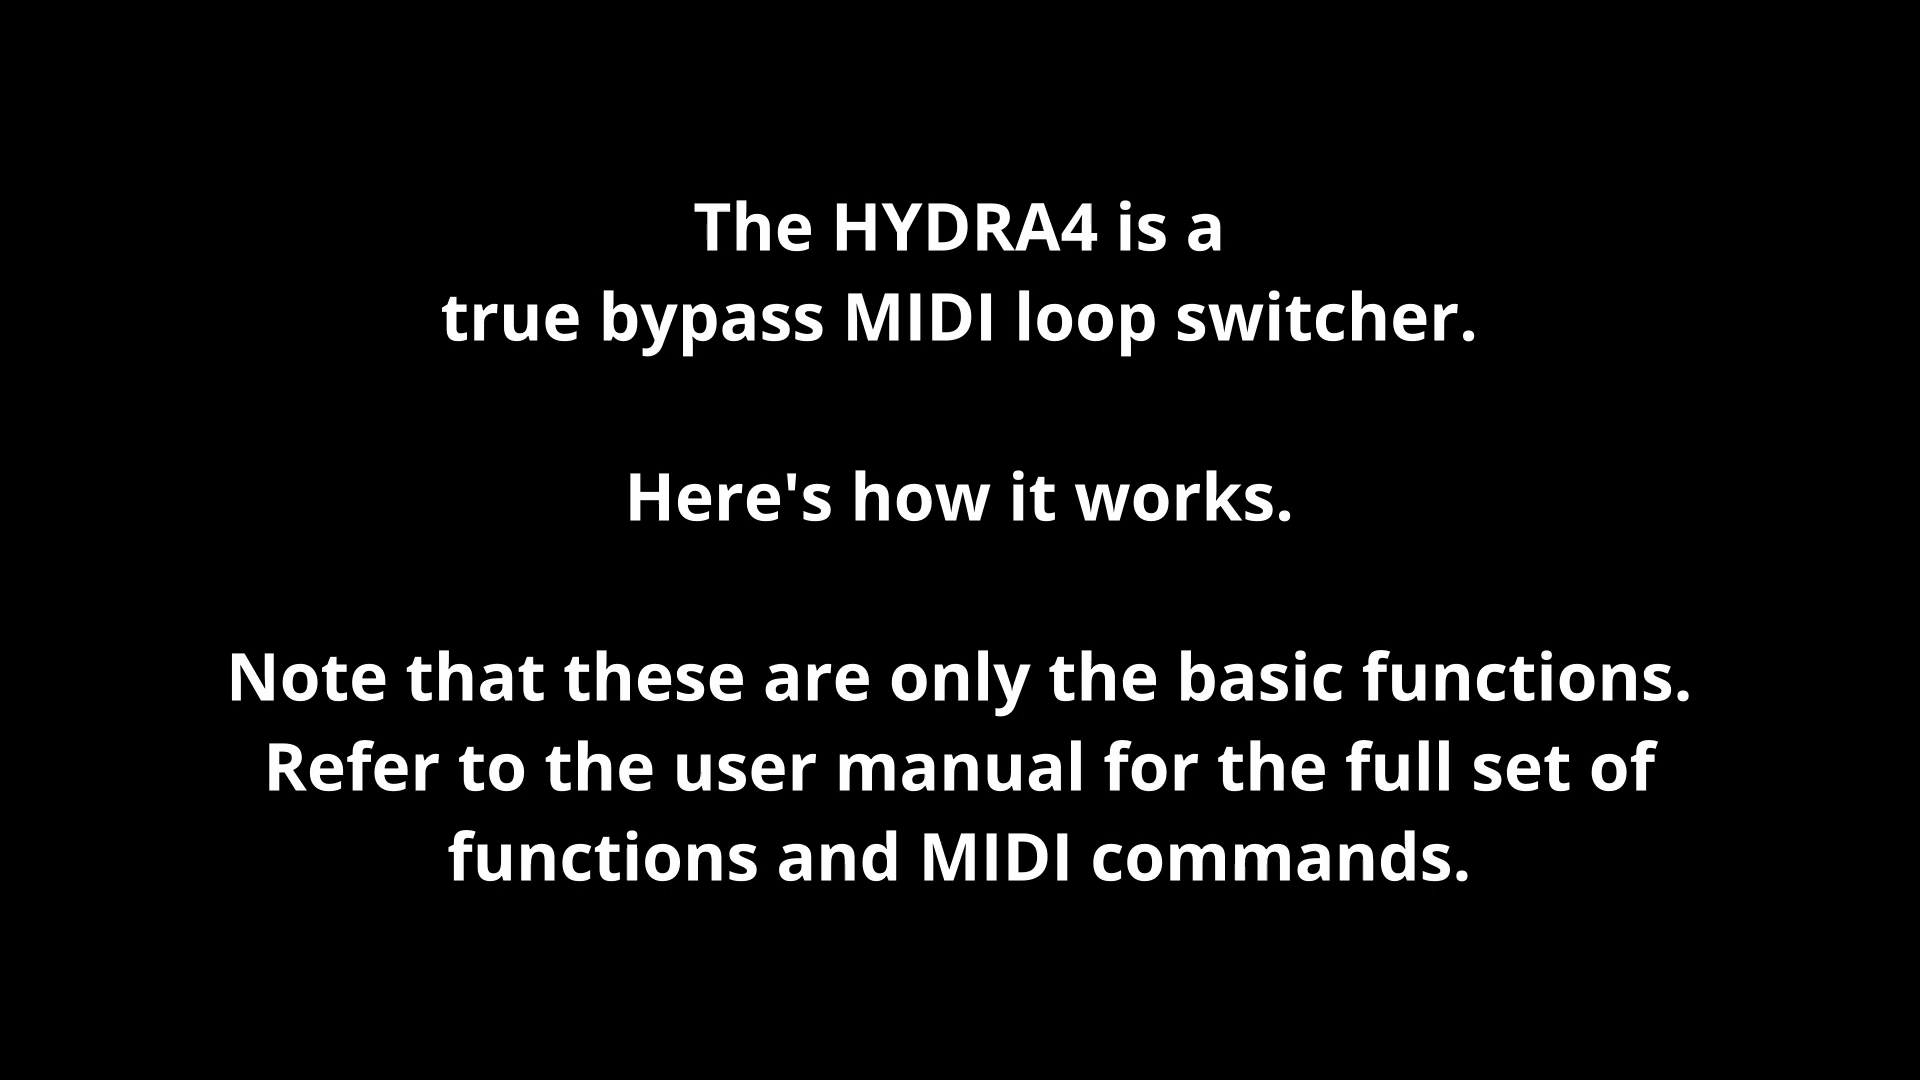 The HYDRA4 is a
true bypass MIDI loop switcher.
Here's how it works.
Note that these are only the basic functions.
Refer to the user manual for the full set of
functions and MIDI commands.